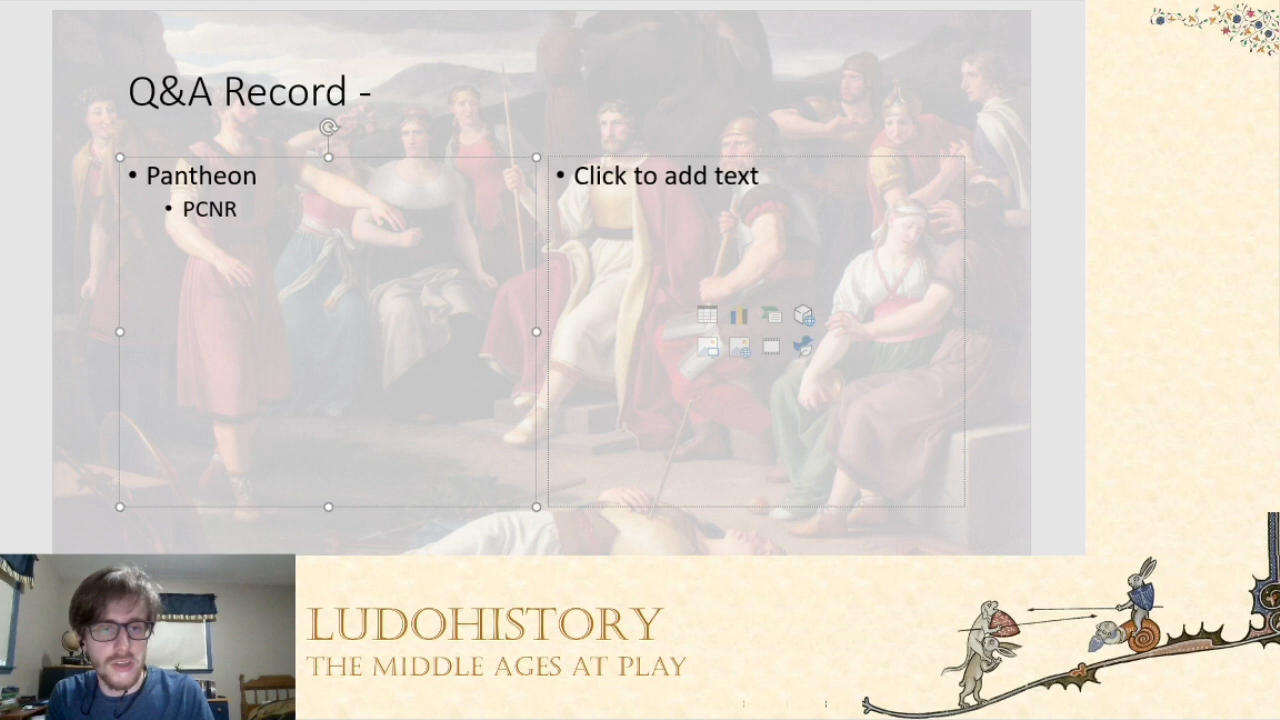 Q&A Record -
• Pantheon
• PCNR
• Click to add text
LUDOHISTORY
THE MIDDLE AGES AT PLAY